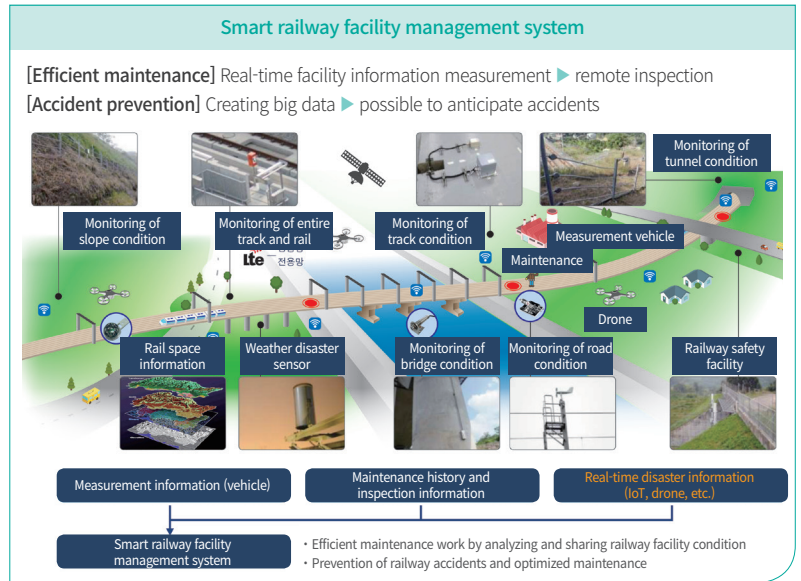 Smart railway facility management system
[Efficient maintenance] Real-time facility information measurement ▶ remote inspection
[Accident prevention] Creating big data ▶ possible to anticipate accidents
Monitoring of
tunnel condition
Monitoring of
slope condition
Monitoring of entire
track and rail
Monitoring of
track condition
Measurement vehicle
Lte
전용망
Maintenance
Drone
Rail space
information
Weather disaster
sensor
Monitoring of
bridge condition
Monitoring of road
condition
Railway safety
facility
Measurement information (vehicle)
Maintenance history and
inspection information
Real-time disaster information
(IoT, drone, etc.)
Smart railway facility
management system
· Efficient maintenance work by analyzing and sharing railway facility condition
· Prevention of railway accidents and optimized maintenance